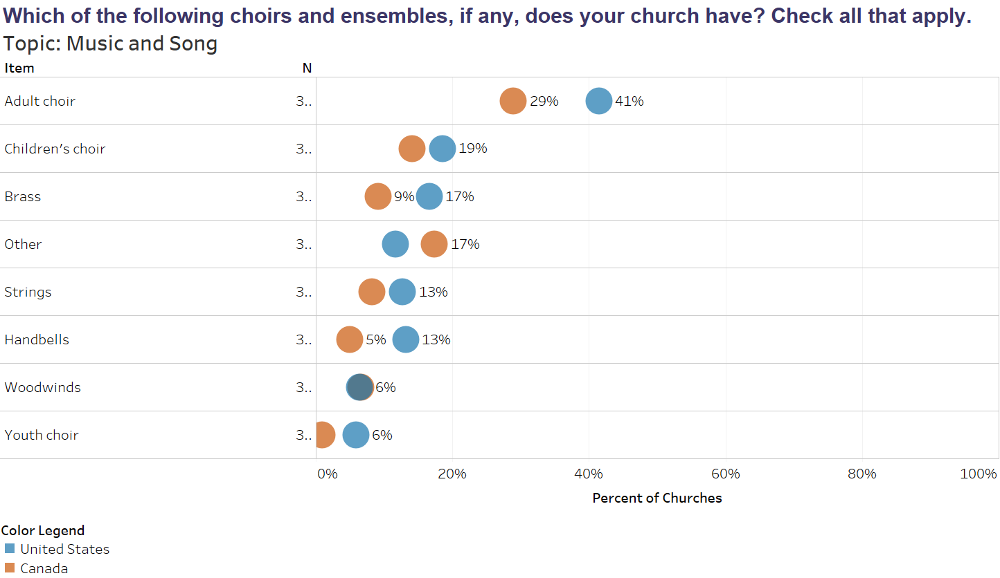 Which of the following choirs and ensembles, if any, does your church have? Check all that apply.
Topic: Music and Song
Item N
Adult choir 3.. 29% 41%
Children's choir 3.. 19%
Brass 3.. 9% 17%
Other 3.. 17%
Strings 3.. 13%
Handbells 3.. 5% 13%
Woodwinds 3.. 6%
Youth choir 3.. 6%
0% 20% 40% 60% 80% 100%
Percent of Churches
Color Legend
United States
Canada